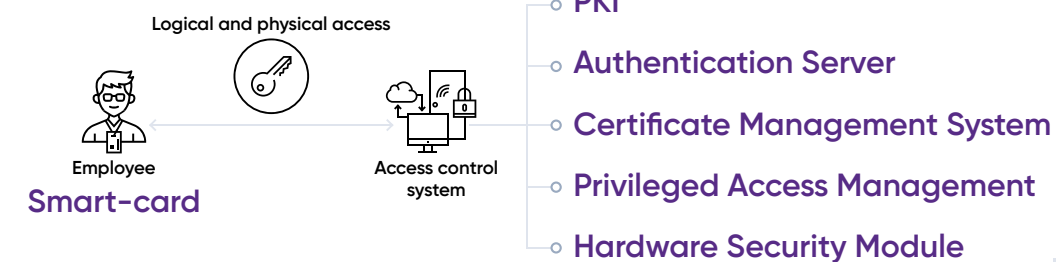 Logical and physical access
Employee
Smart-card
Access control
system
PKI
Authentication Server
Certificate Management System
Privileged Access Management
Hardware Security Module